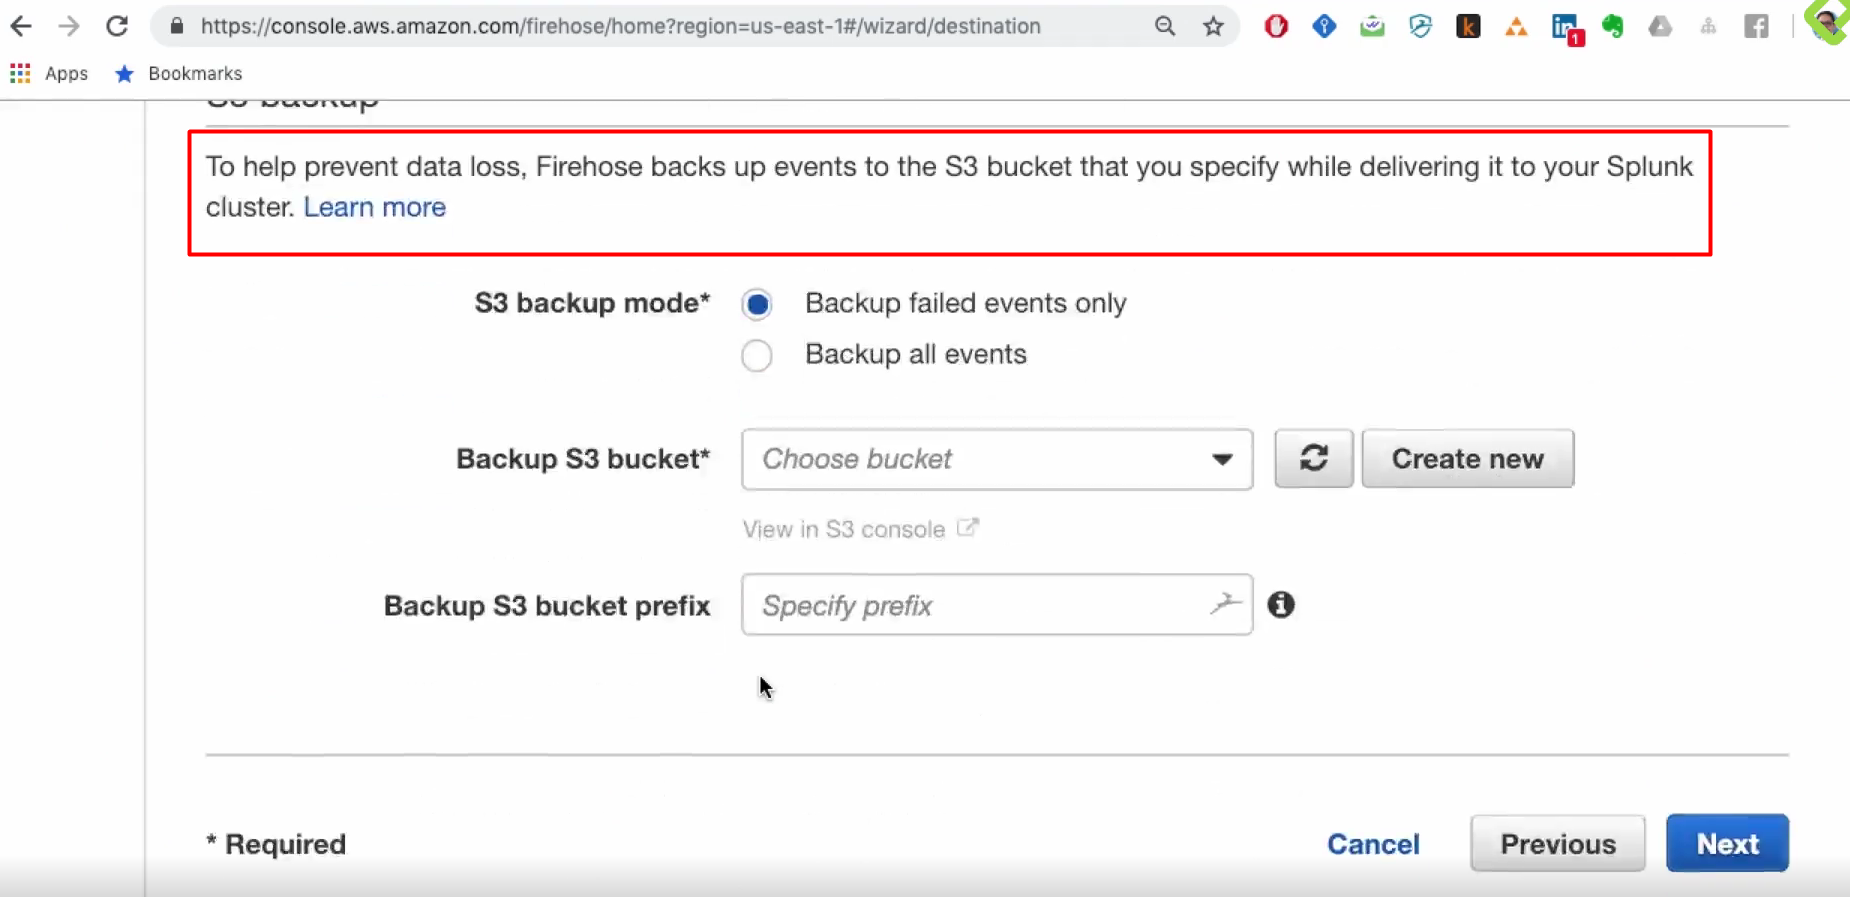 https://console.aws.amazon.com/firehose/home?region=us-east-1#/wizard/destination
1
Apps Bookmarks
S3 backup
To help prevent data loss, Firehose backs up events to the S3 bucket that you specify while delivering it to your Splunk
cluster. Learn more
S3 backup mode* Backup failed events only
Backup all events
Backup S3 bucket* Choose bucket Create new
View in S3 console
Backup S3 bucket prefix Specify prefix
* Required Cancel Previous Next